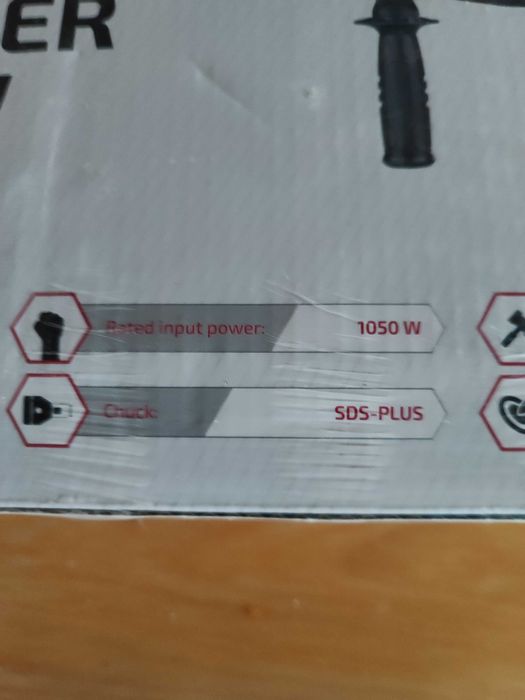 ER
Rated input power: 1050 W
Chuck: SDS-PLUS